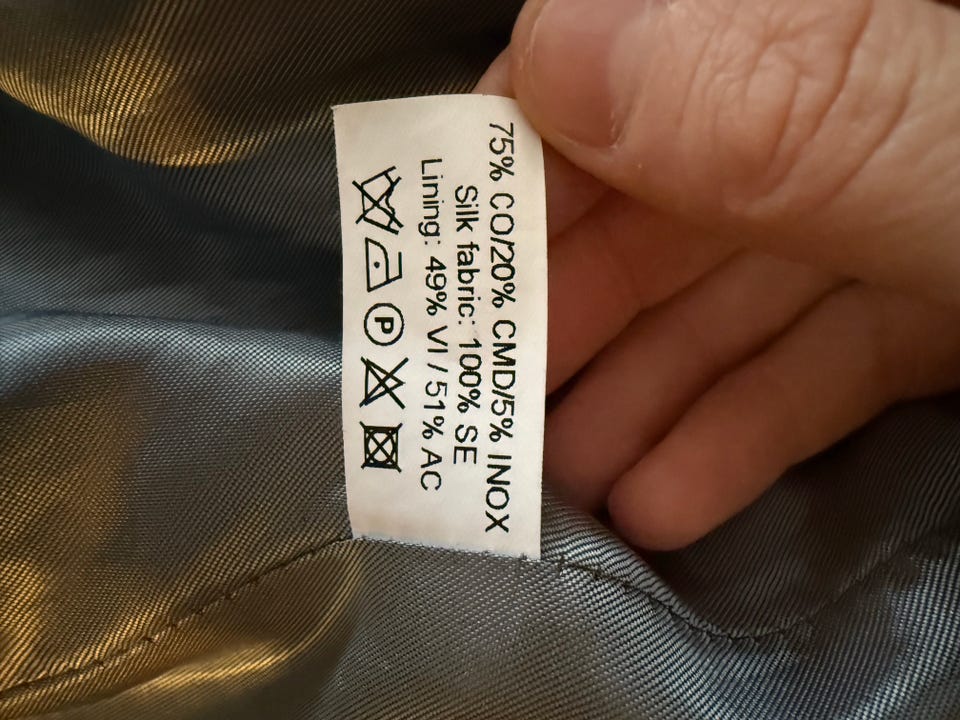 75% CO/20% CMD/5% INOX
Silk fabric: 100% SE
Lining: 49% VI / 51% AC
P